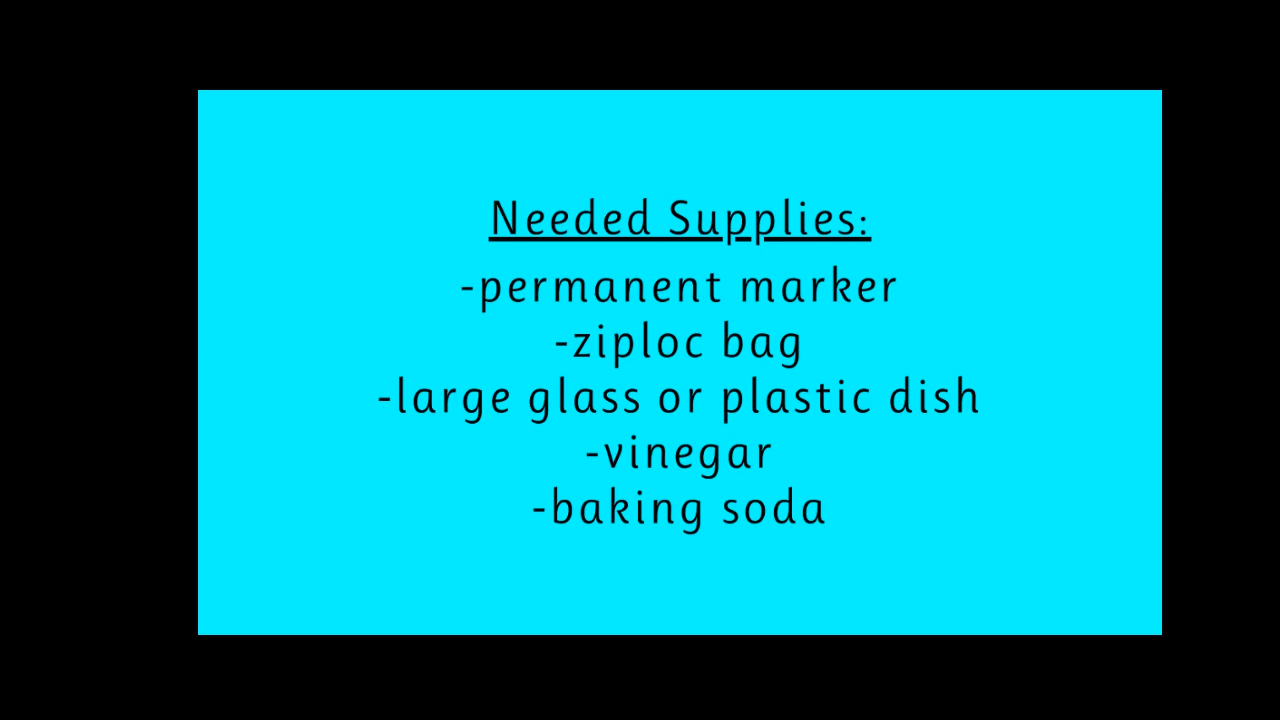 Needed Supplies:
-permanent marker
-ziploc bag
-large glass or plastic dish
-vinegar
-baking soda